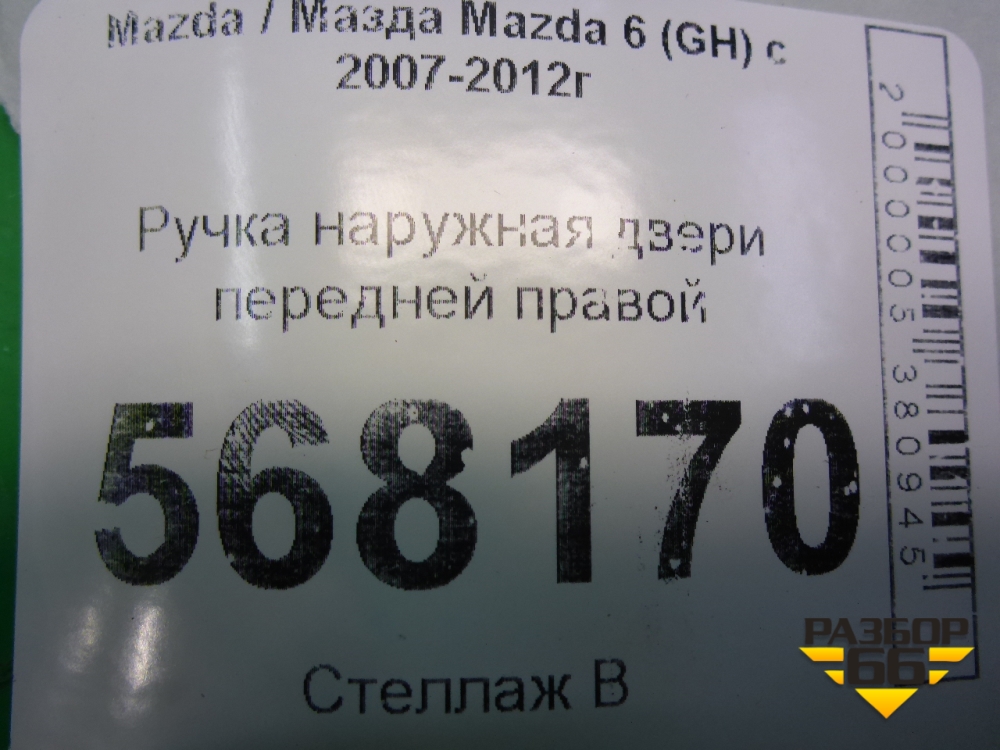 Mazda / Мазда Mazda 6 (GH) с
2007-2012г
Ручка наружная двери
передней правой
568170
Стеллаж В
2000005380945
РАЗБОР
66